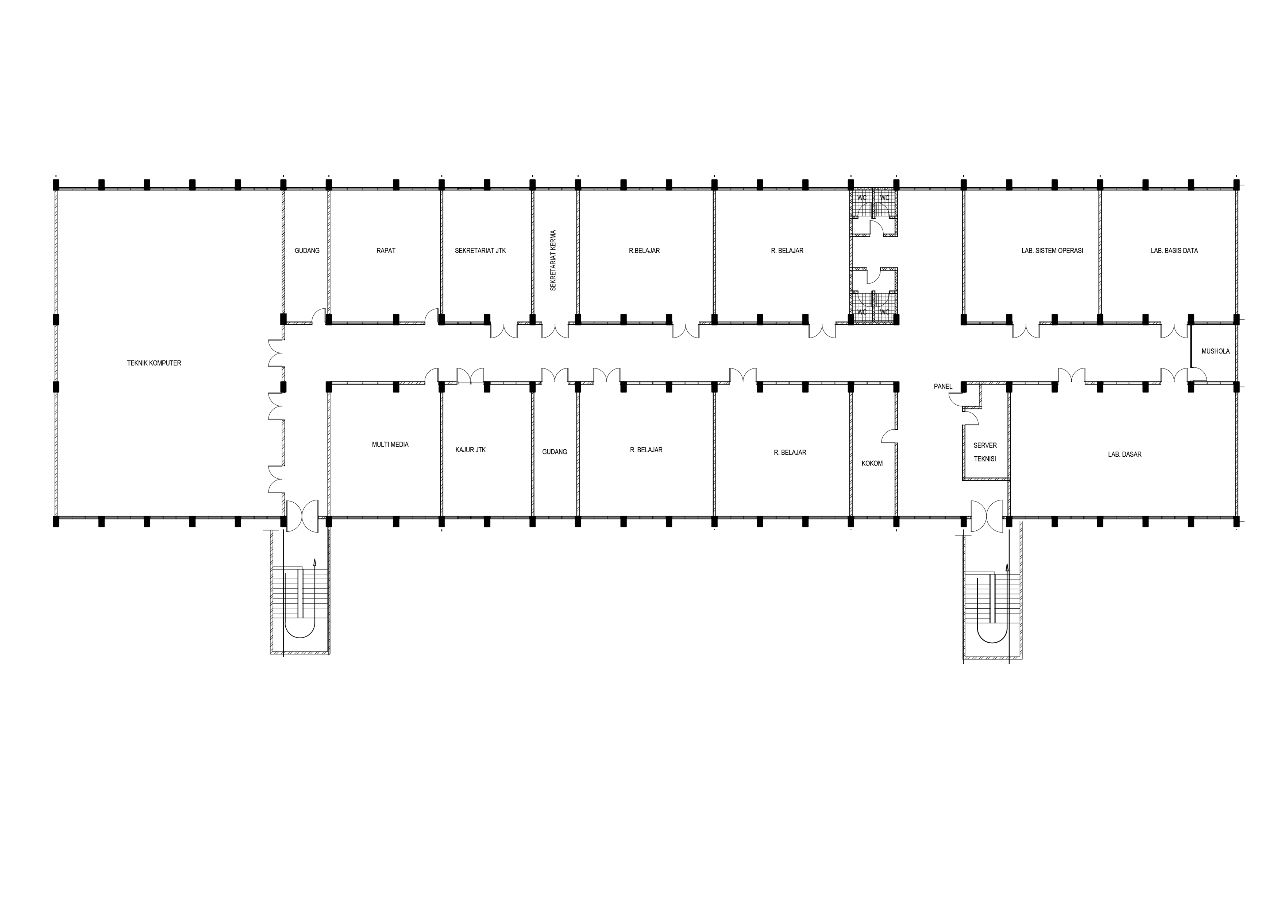 WC
WC
GUDANG
RAPAT
SEKRETARIAT JTK
SEKRETARIAT KERMA
R.BELAJAR
R. BELAJAR
LAB. SISTEM OPERASI
LAB. BASIS DATA
WC
WC
TEKNIK KOMPUTER
MUSHOLA
PANEL
MULTI MEDIA
KAJUR JTK
GUDANG
R. BELAJAR
R. BELAJAR
KOKOM
SERVER
TEKNISI
LAB. DASAR